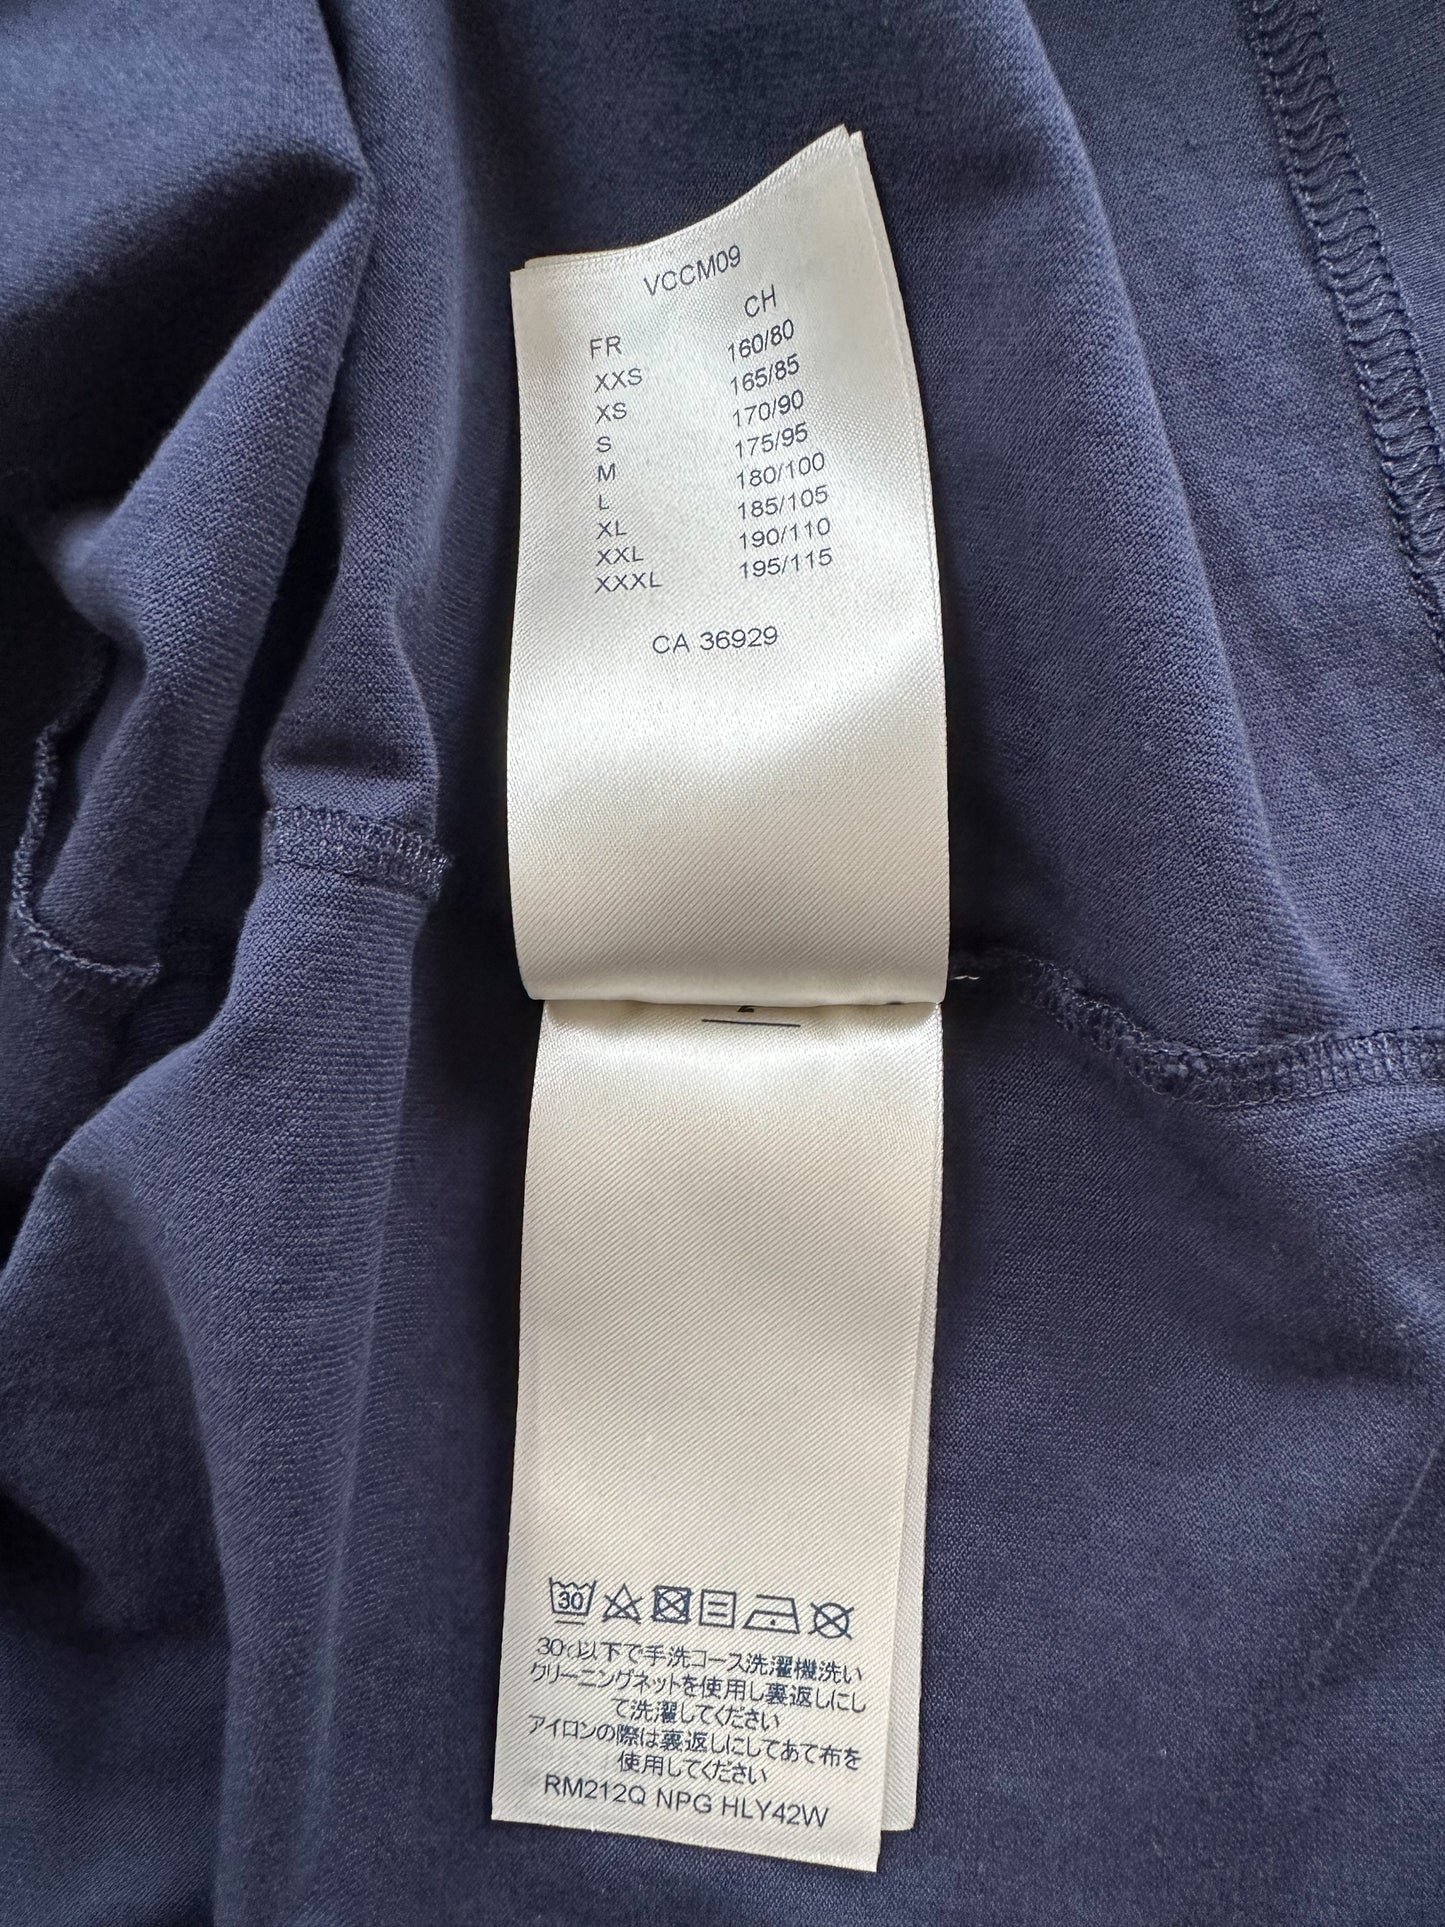 VCCM09
FR CH
XXS 160/80
XS 165/85
S 170/90
M 175/95
L 180/100
XL 185/105
XXL 190/110
XXXL 195/115
CA 36929
30
30℃以下で手洗コース洗濯機洗い
クリーニングネットを使用し裏返しにし
て洗濯してください
アイロンの際は裏返しにしてあて布を
使用してください
RM212Q NPG HLY42W